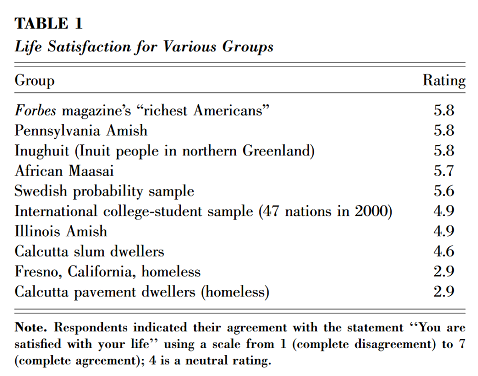 TABLE 1
Life Satisfaction for Various Groups
Group Rating
Forbes magazine's “richest Americans” 5.8
Pennsylvania Amish 5.8
Inughuit (Inuit people in northern Greenland) 5.8
African Maasai 5.7
Swedish probability sample 5.6
International college-student sample (47 nations in 2000) 4.9
Illinois Amish 4.9
Calcutta slum dwellers 4.6
Fresno, California, homeless 2.9
Calcutta pavement dwellers (homeless) 2.9
Note. Respondents indicated their agreement with the statement ‘‘You are
satisfied with your life’’ using a scale from 1 (complete disagreement) to 7
(complete agreement); 4 is a neutral rating.